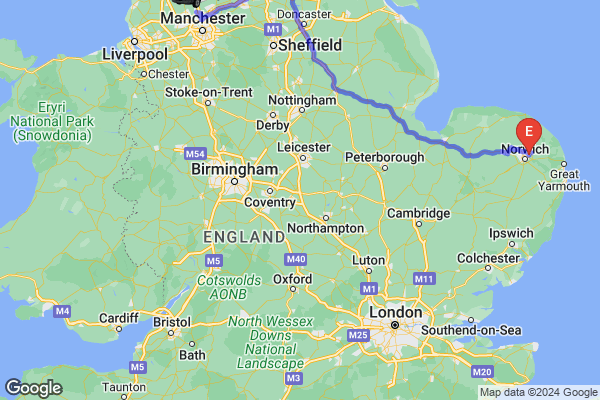 Manchester
Doncaster
M1
Liverpool
Sheffield
Chester
Eryri
National Park
(Snowdonia)
Stoke-on-Trent
Nottingham
Derby
E
Norwich
M54
Leicester
Peterborough
Great
Yarmouth
Birmingham
Coventry
Cambridge
Northampton
ENGLAND
Ipswich
M5
M40
Luton
Colchester
Cotswolds
AONB
Oxford
M1
M11
M4
Cardiff
London
Bristol
North Wessex
Downs
National
Landscape
Southend-on-Sea
M25
Bath
M5
M3
M20
Taunton
Google
Google
Map data ©2024 Google